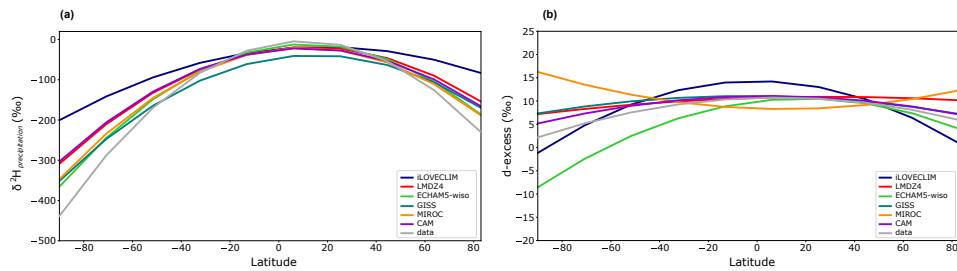 (a)
0
−100
−200
−300
−400
−500
δ ²H precipitation (‰)
−80 −60 −40 −20 0 20 40 60 80
Latitude
iLOVECLIM
LMDZ4
ECHAM5-wiso
GISS
MIROC
CAM
data
(b)
25
20
15
10
5
0
−5
−10
−15
−20
d-excess (‰)
−80 −60 −40 −20 0 20 40 60 80
Latitude
iLOVECLIM
LMDZ4
ECHAM5-wiso
GISS
MIROC
CAM
data